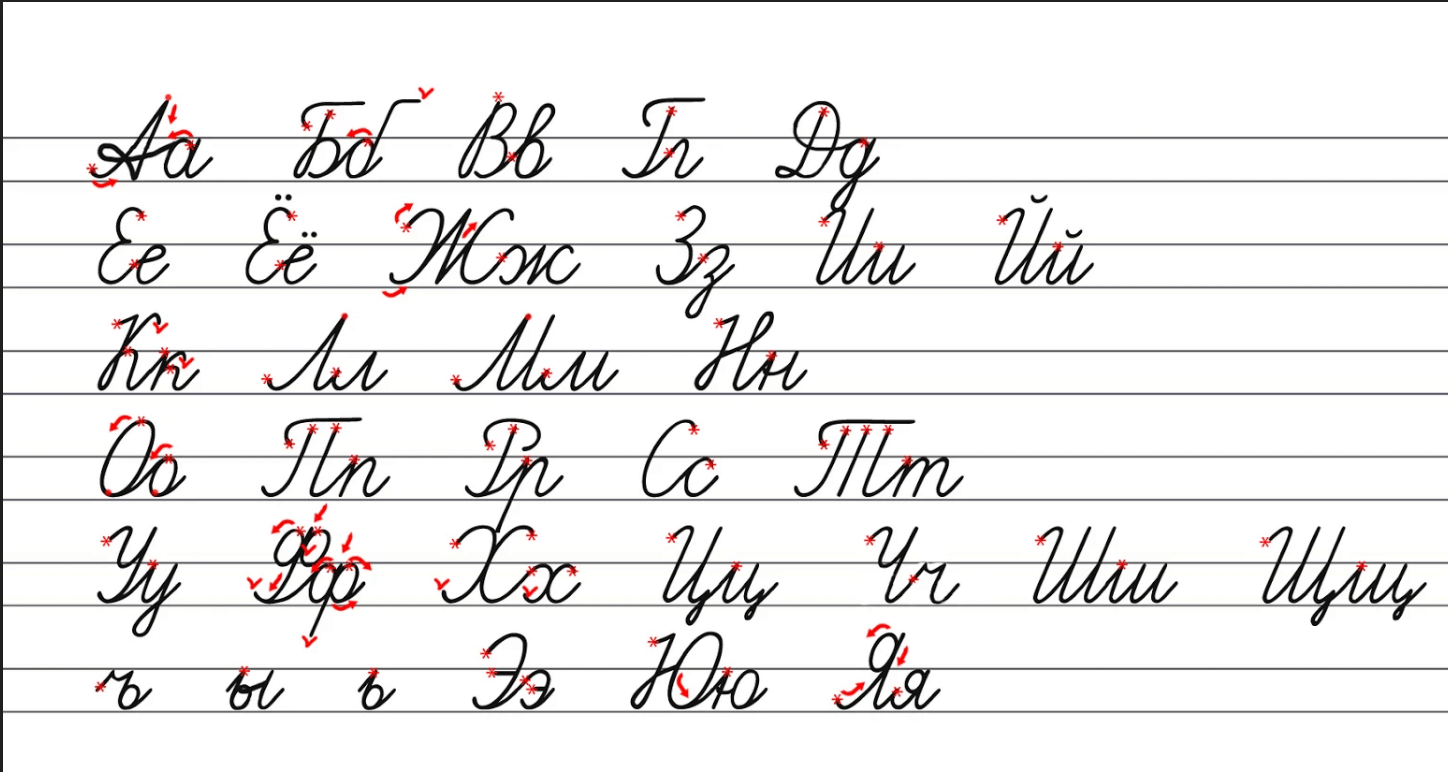 Аа Бб Вв Гг Дд
Ее Ёё Жж Зз Ии Йй
Кк Лл Мм Нн
Оо Пп Рр Сс Тт
Уу Фф Хх Цц Чч Шш Щщ
ъ ы ь Ээ Юю Яя